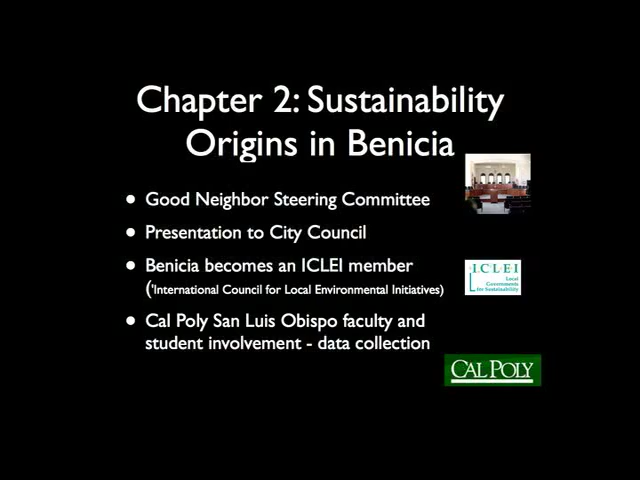 Chapter 2: Sustainability
Origins in Benicia
• Good Neighbor Steering Committee
• Presentation to City Council
• Benicia becomes an ICLEI member
('International Council for Local Environmental Initiatives)
I.C.L.E.I
Local
Governments
for Sustainability
• Cal Poly San Luis Obispo faculty and
student involvement - data collection
CAL POLY